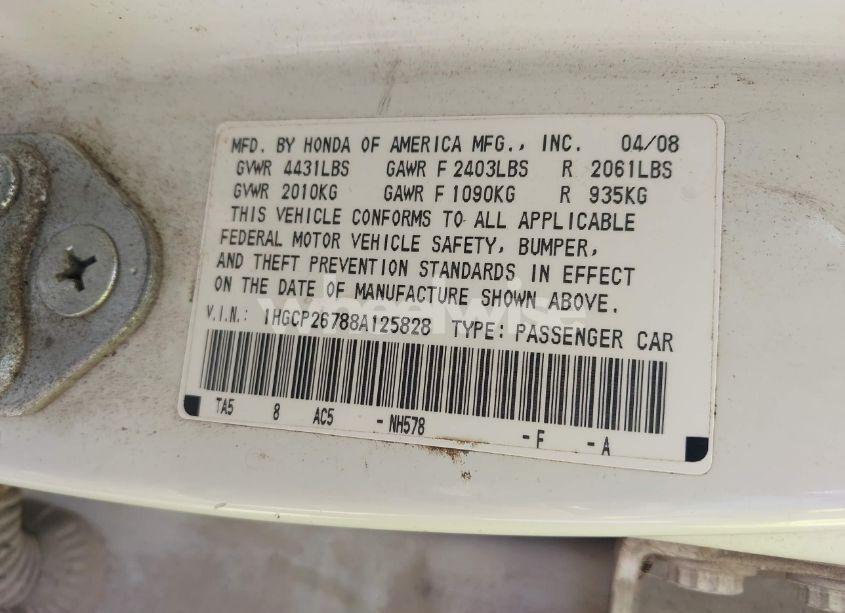 MFD. BY HONDA OF AMERICA MFG., INC. 04/08
GVWR 4431LBS GAWR F 2403LBS R 2061LBS
GVWR 2010KG GAWR F 1090KG R 935KG
THIS VEHICLE CONFORMS TO ALL APPLICABLE
FEDERAL MOTOR VEHICLE SAFETY, BUMPER,
AND THEFT PREVENTION STANDARDS IN EFFECT
ON THE DATE OF MANUFACTURE SHOWN ABOVE.
V.I.N.: 1HGCP26788A125828 TYPE: PASSENGER CAR
TA5 8 AC5 - NH578 - F - A